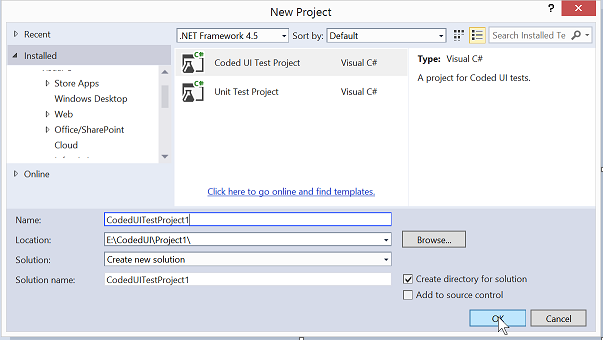 New Project
?
Recent
.NET Framework 4.5
Sort by:
Default
Search Installed Te
Installed
Store Apps
Windows Desktop
Web
Office/SharePoint
Cloud
Online
C#
Coded UI Test Project
Visual C#
C#
Unit Test Project
Visual C#
Click here to go online and find templates.
Type: Visual C#
A project for Coded UI tests.
Name:
CodedUITestProject1
Location:
E:\CodedUI\Project1\
Browse...
Solution:
Create new solution
Solution name:
CodedUITestProject1
Create directory for solution
Add to source control
OK
Cancel